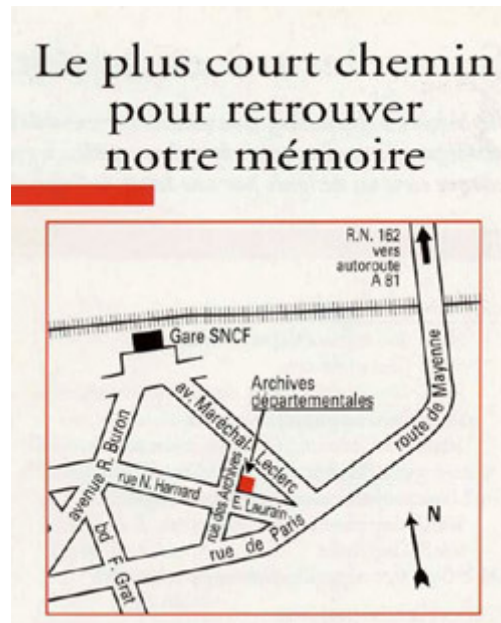 Le plus court chemin
pour retrouver
notre mémoire
R.N. 162
vers
autoroute
A 81
Gare SNCF
Archives
départementales
av. Maréchal-Leclerc
route de Mayenne
avenue R. Buron
rue N. Harnard
rue des Archives
E. Laurain
rue de Paris
bd F. Grat
N